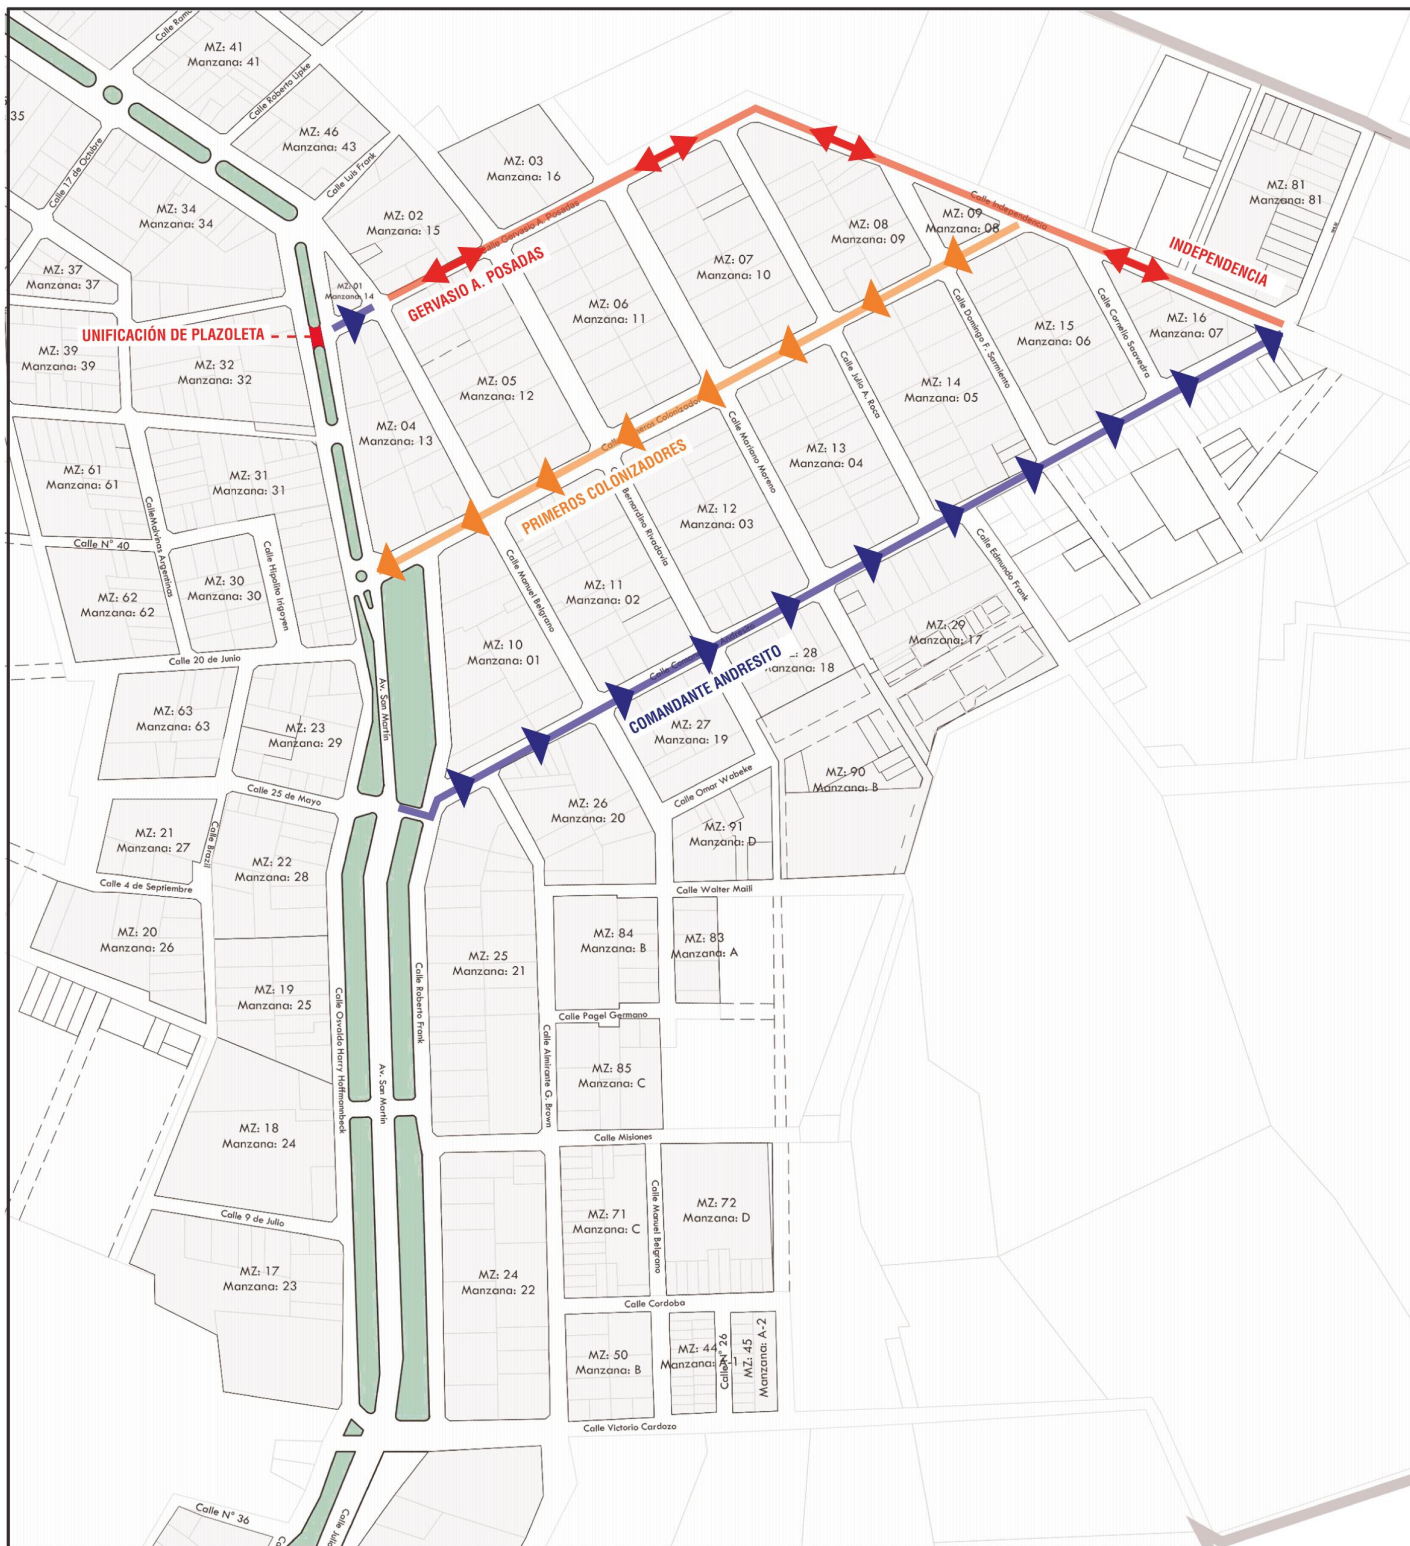 Calle Roberto Lipke
MZ: 41
Manzana: 41
MZ: 46
Manzana: 43
Calle Luis Frank
35
Calle 17 de Octubre
MZ: 34
Manzana: 34
MZ: 02
Manzana: 15
MZ: 03
Manzana: 16
Calle Gervasio A. Posadas
GERVASIO A. POSADAS
MZ: 07
Manzana: 10
MZ: 08
Manzana: 09
MZ: 09
Manzana: 08
Calle Independencia
INDEPENDENCIA
MZ: 81
Manzana: 81
MZ: 37
Manzana: 37
MZ: 01
Manzana: 14
UNIFICACIÓN DE PLAZOLETA
MZ: 39
Manzana: 39
MZ: 32
Manzana: 32
MZ: 06
Manzana: 11
MZ: 05
Manzana: 12
MZ: 04
Manzana: 13
MZ: 15
Manzana: 06
MZ: 16
Manzana: 07
MZ: 14
Manzana: 05
Calle Domingo F. Sarmiento
Calle Cornelio Saavedra
Calle Julio A. Roca
Calle Mariano Moreno
MZ: 13
Manzana: 04
PRIMEROS COLONIZADORES
MZ: 61
Manzana: 61
MZ: 31
Manzana: 31
Calle Malvinas Argentinas
Calle N° 40
Calle Hipolito Irigoyen
MZ: 62
Manzana: 62
MZ: 30
Manzana: 30
Calle 20 de Junio
MZ: 12
Manzana: 03
Bernardino Rivadavia
MZ: 11
Manzana: 02
Calle Manuel Belgrano
MZ: 10
Manzana: 01
Calle Edmundo Frank
MZ: 29
Manzana: 17
28
Manzana: 18
COMANDANTE ANDRESITO
MZ: 27
Manzana: 19
MZ: 63
Manzana: 63
MZ: 23
Manzana: 29
Av. San Martin
Calle 25 de Mayo
MZ: 26
Manzana: 20
Calle Omar Wobeke
MZ: 90
Manzana: B
MZ: 91
Manzana: D
MZ: 21
Manzana: 27
Calle Brazil
MZ: 22
Manzana: 28
Calle 4 de Septiembre
Calle Walter Maili
MZ: 20
Manzana: 26
MZ: 25
Manzana: 21
MZ: 84
Manzana: B
MZ: 83
Manzana: A
MZ: 19
Manzana: 25
Calle Osvaldo Harry Hoffmannbeck
Av. San Martin
Calle Roberto Frank
Calle Pagel Germano
Calle Almirante G. Brown
MZ: 85
Manzana: C
MZ: 18
Manzana: 24
Calle Misiones
Calle 9 de Julio
MZ: 71
Manzana: C
Calle Manuel Belgrano
MZ: 72
Manzana: D
MZ: 17
Manzana: 23
MZ: 24
Manzana: 22
Calle Cordoba
MZ: 50
Manzana: B
MZ: 44
Manzana: A-1
Calle N° 26
MZ: 45
Manzana: A-2
Calle Victorio Cardozo
Calle N° 36